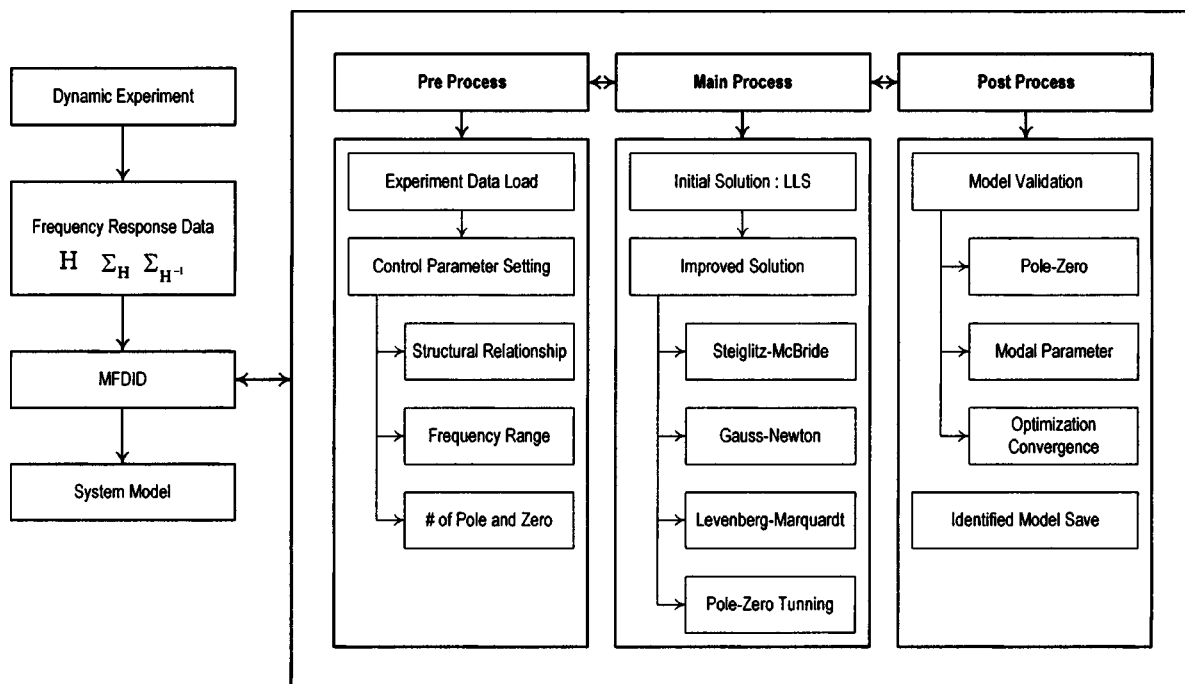 Dynamic Experiment
Frequency Response Data
H Σ_H Σ_H⁻¹
MFDID
System Model
Pre Process
Experiment Data Load
Control Parameter Setting
Structural Relationship
Frequency Range
# of Pole and Zero
Main Process
Initial Solution : LLS
Improved Solution
Steiglitz-McBride
Gauss-Newton
Levenberg-Marquardt
Pole-Zero Tunning
Post Process
Model Validation
Pole-Zero
Modal Parameter
Optimization
Convergence
Identified Model Save